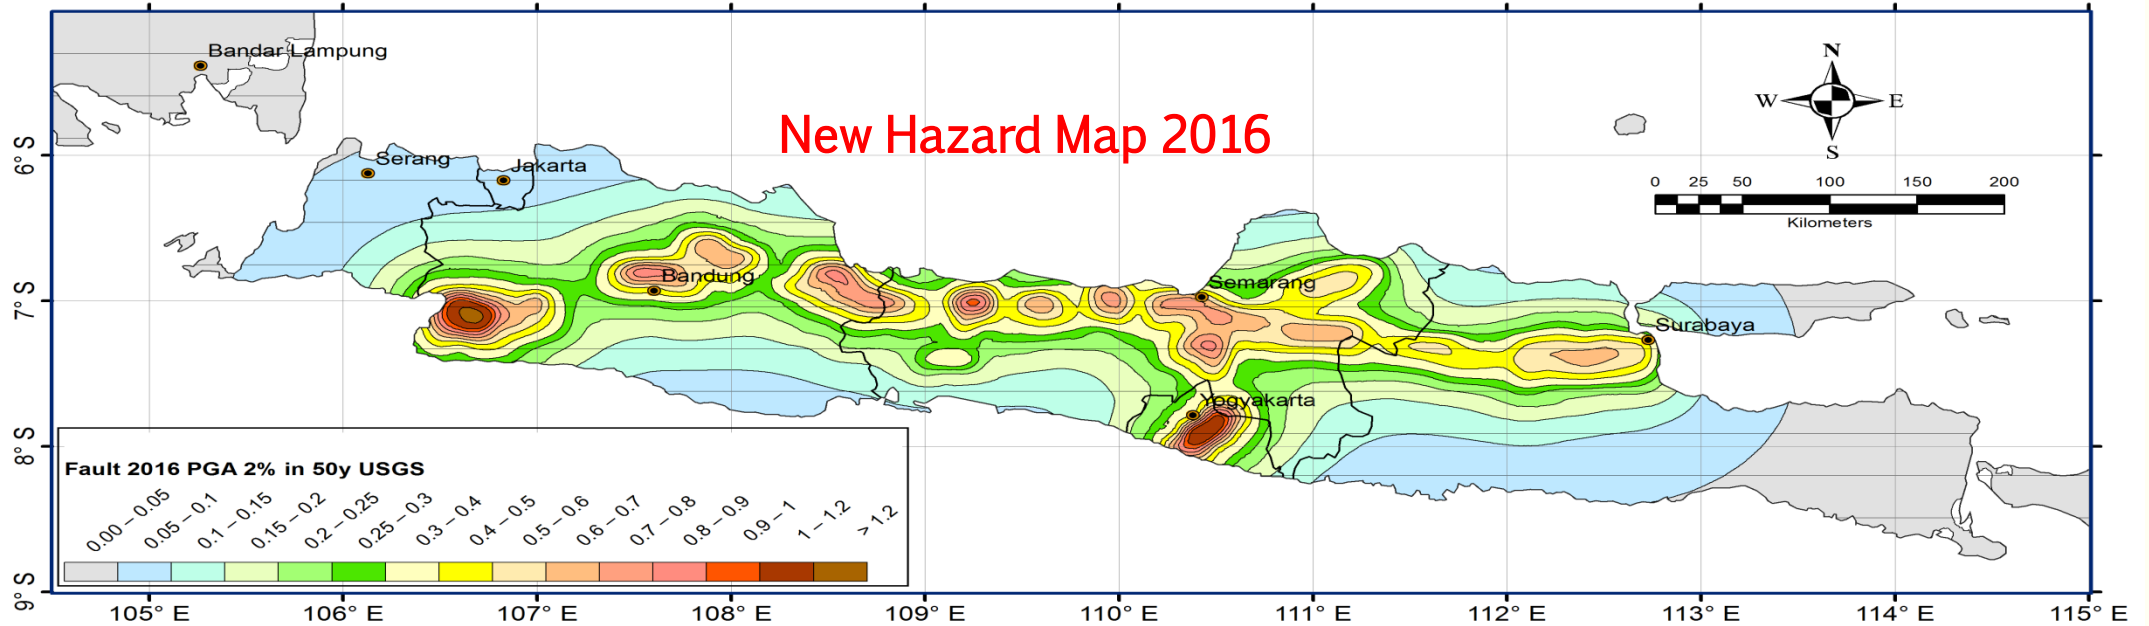 Bandar Lampung
New Hazard Map 2016
N
W E
S
6°S
Serang
Jakarta
0 25 50 100 150 200
Kilometers
Bandung
7°S
Semarang
Surabaya
Yogyakarta
8°S
Fault 2016 PGA 2% in 50y USGS
0.00 – 0.05
0.05 – 0.1
0.1 – 0.15
0.15 – 0.2
0.2 – 0.25
0.25 – 0.3
0.3 – 0.4
0.4 – 0.5
0.5 – 0.6
0.6 – 0.7
0.7 – 0.8
0.8 – 0.9
0.9 – 1
1 – 1.2
> 1.2
9°S
105° E 106° E 107° E 108° E 109° E 110° E 111° E 112° E 113° E 114° E 115° E